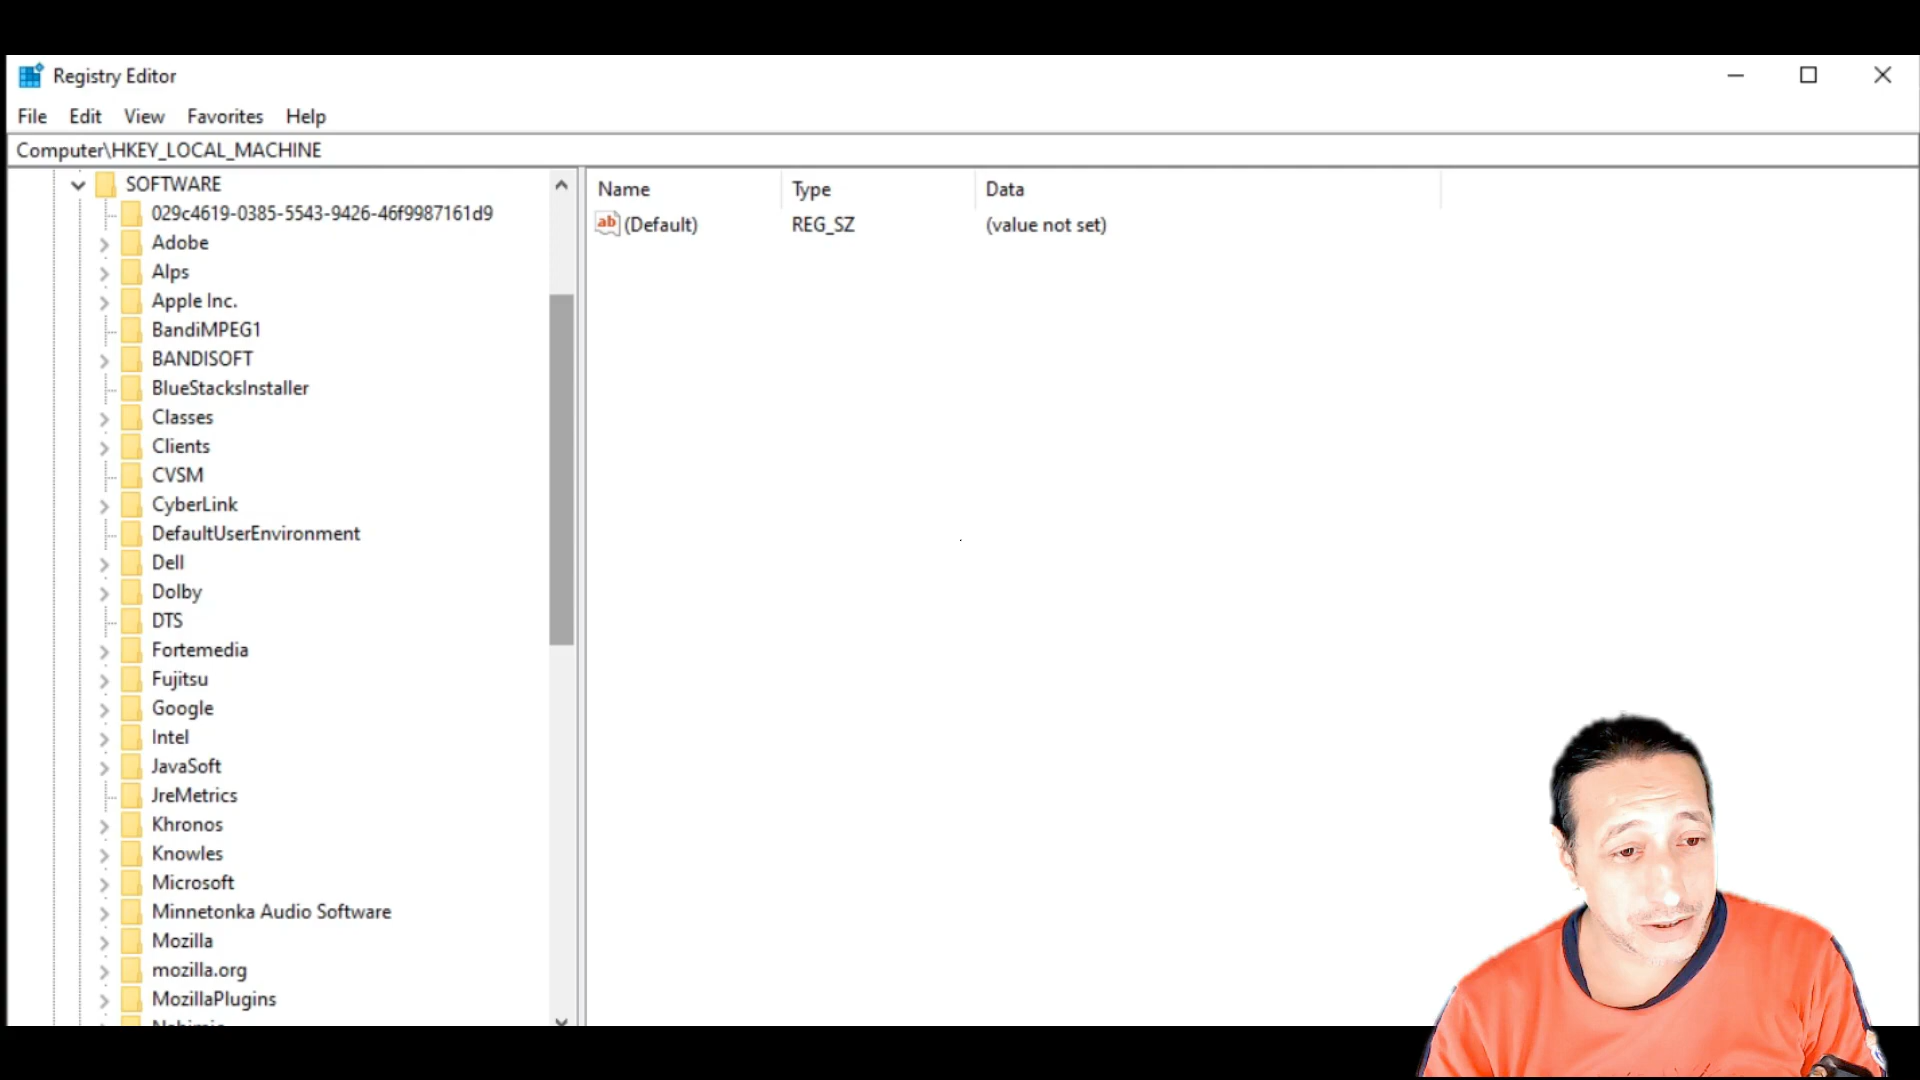 Registry Editor
File Edit View Favorites Help
Computer\HKEY_LOCAL_MACHINE
SOFTWARE
029c4619-0385-5543-9426-46f9987161d9
Adobe
Alps
Apple Inc.
BandiMPEG1
BANDISOFT
BlueStacksInstaller
Classes
Clients
CVSM
CyberLink
DefaultUserEnvironment
Dell
Dolby
DTS
Fortemedia
Fujitsu
Google
Intel
JavaSoft
JreMetrics
Khronos
Knowles
Microsoft
Minnetonka Audio Software
Mozilla
mozilla.org
MozillaPlugins
Name Type Data
ab (Default) REG_SZ (value not set)